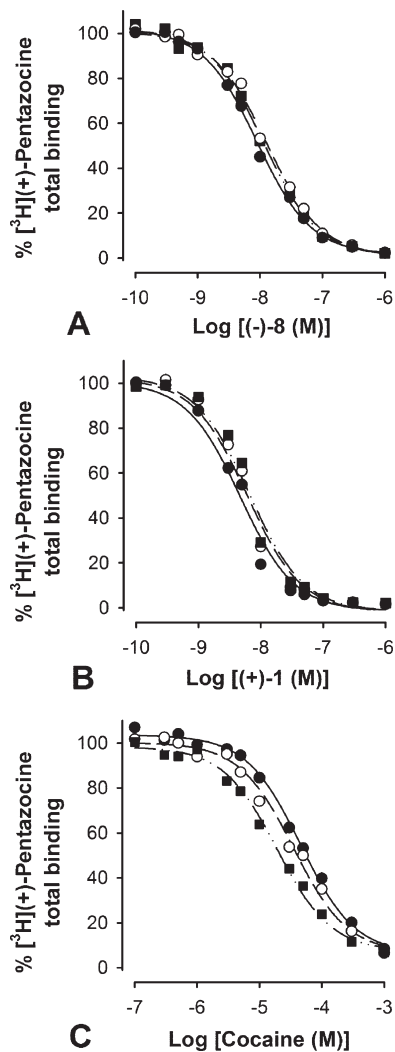 % [³H](+)-Pentazocine
total binding
100
80
60
40
20
0
-10 -9 -8 -7 -6
A Log [(-)-8 (M)]
% [³H](+)-Pentazocine
total binding
100
80
60
40
20
0
-10 -9 -8 -7 -6
B Log [(+)-1 (M)]
% [³H](+)-Pentazocine
total binding
100
80
60
40
20
0
-7 -6 -5 -4 -3
C Log [Cocaine (M)]